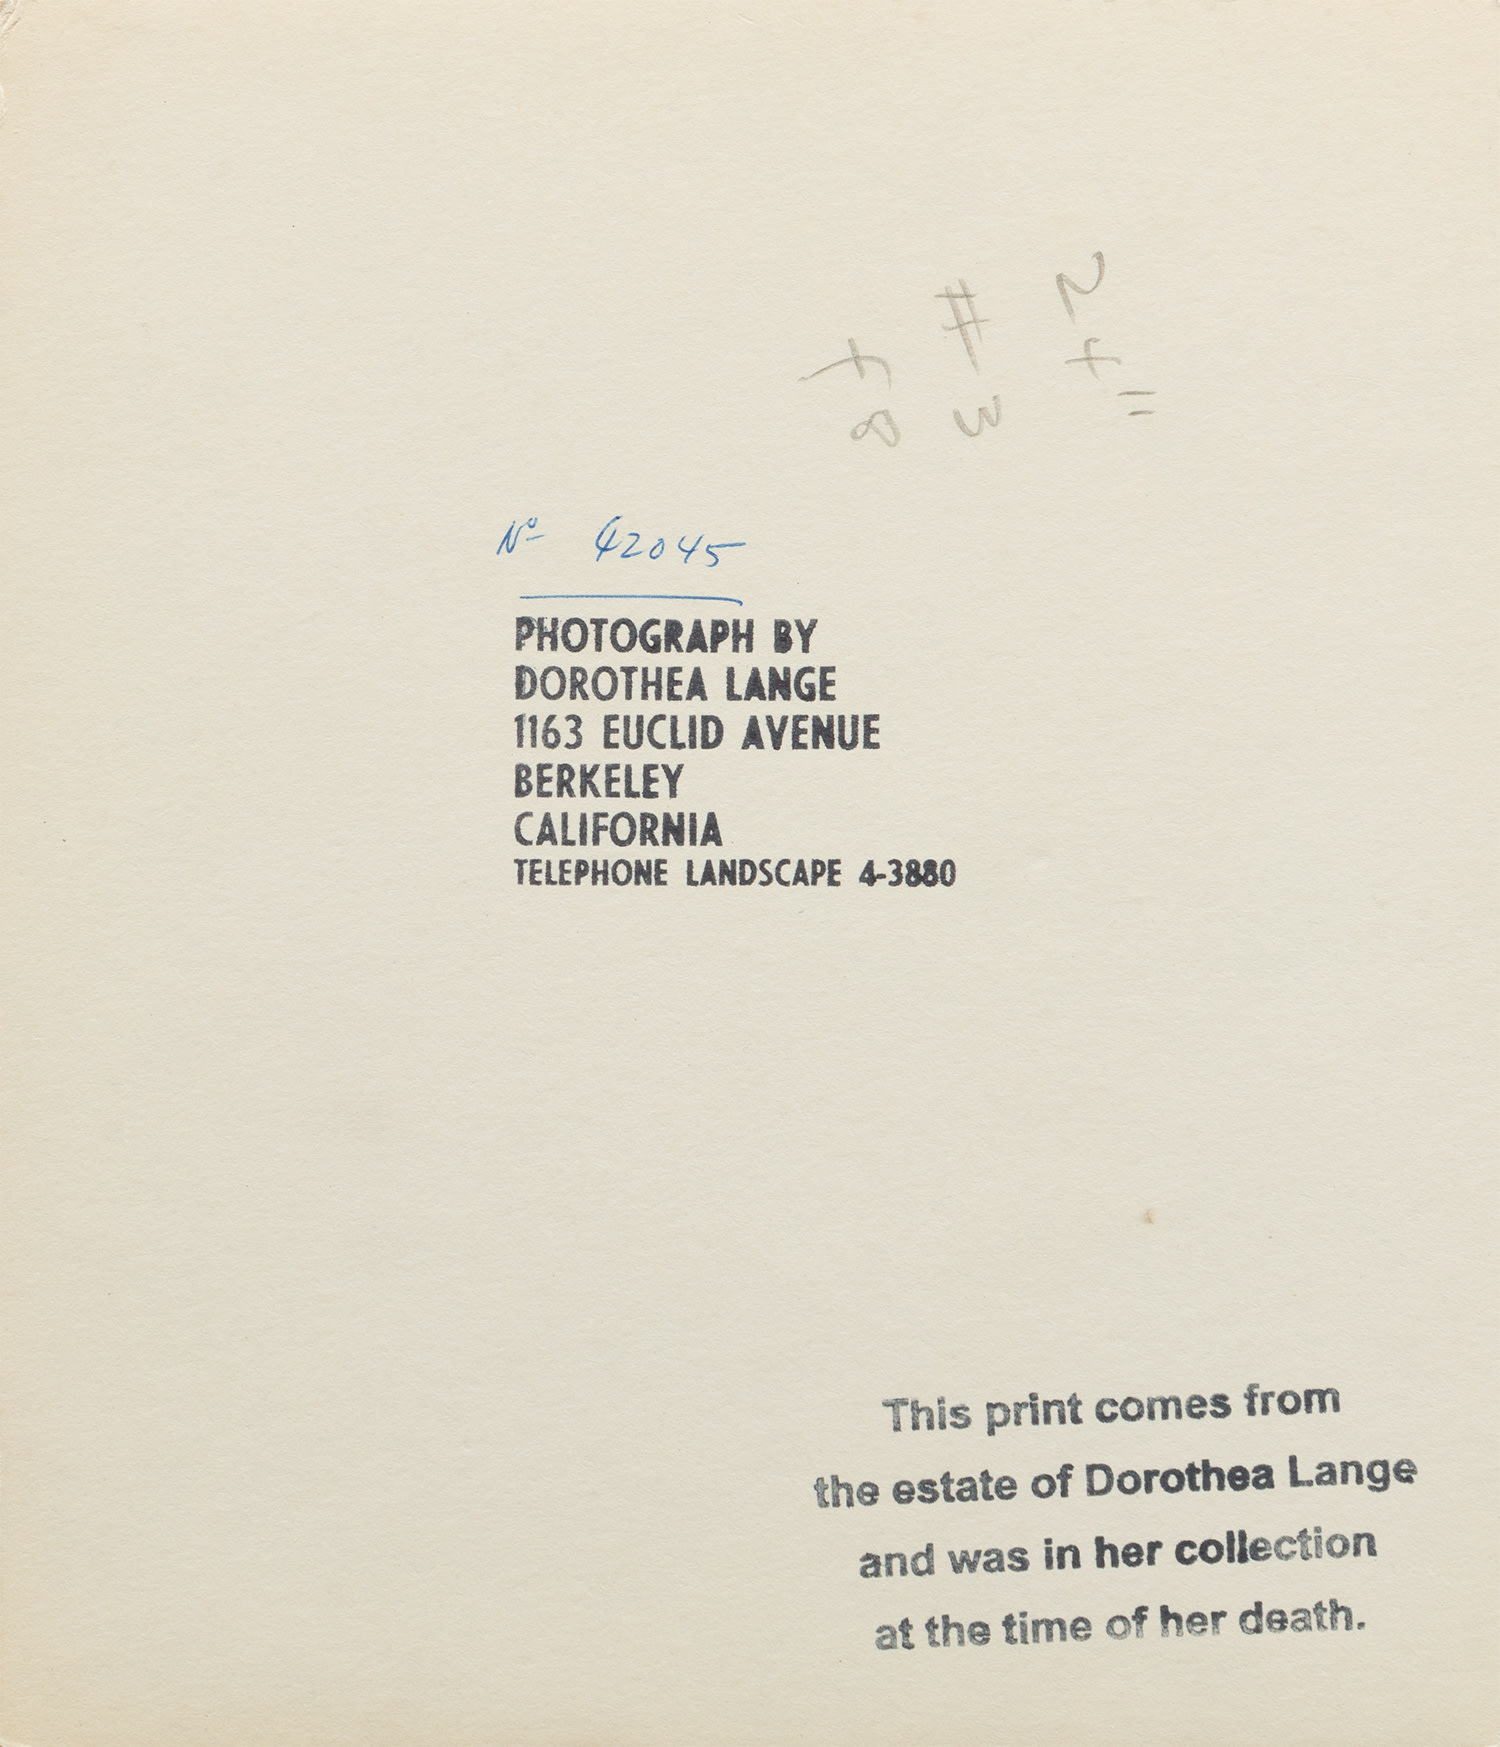 Nº 42045
PHOTOGRAPH BY
DOROTHEA LANGE
1163 EUCLID AVENUE
BERKELEY
CALIFORNIA
TELEPHONE LANDSCAPE 4-3880
This print comes from
the estate of Dorothea Lange
and was in her collection
at the time of her death.